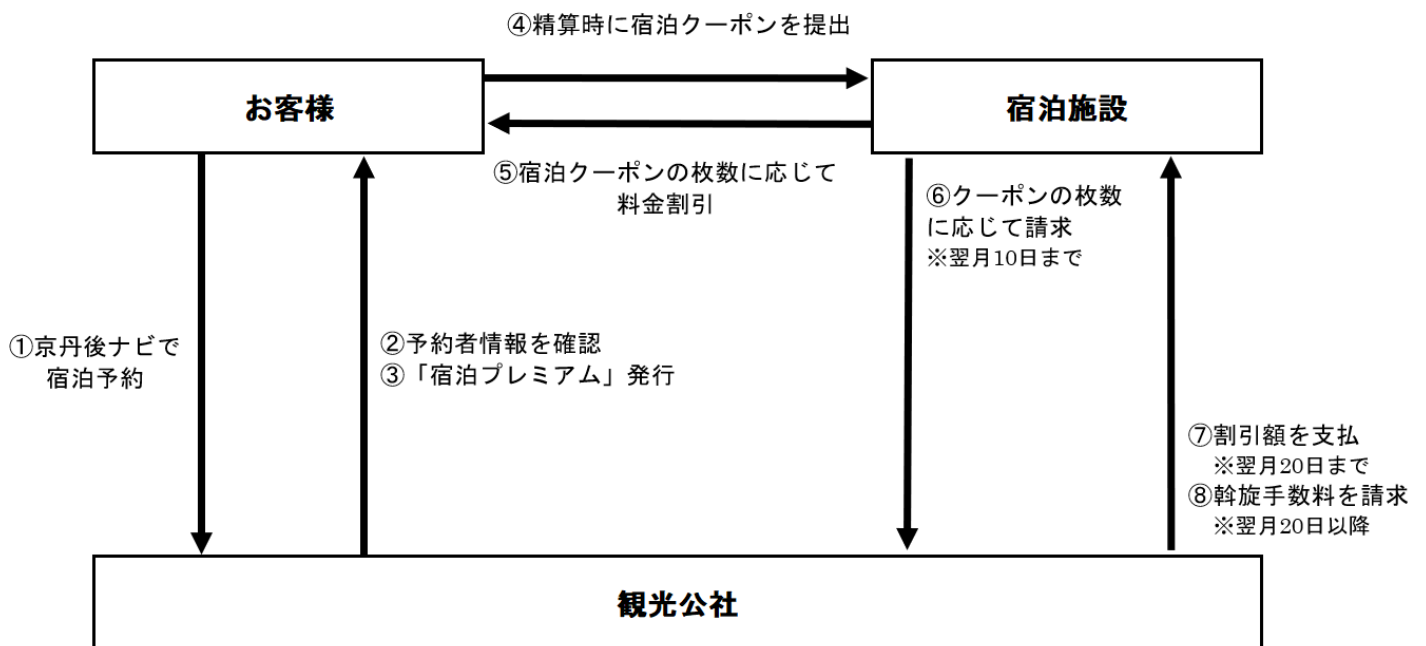 ④精算時に宿泊クーポンを提出
お客様
宿泊施設
⑤宿泊クーポンの枚数に応じて
料金割引
⑥クーポンの枚数
に応じて請求
※翌月10日まで
①京丹後ナビで
宿泊予約
②予約者情報を確認
③「宿泊プレミアム」発行
⑦割引額を支払
※翌月20日まで
⑧斡旋手数料を請求
※翌月20日以降
観光公社